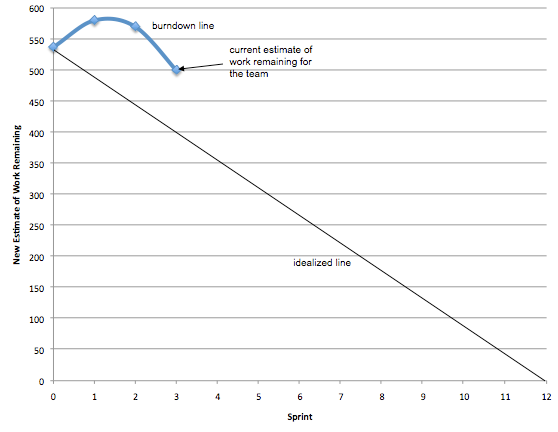 600
550
500
450
400
350
300
250
200
150
100
50
0
New Estimate of Work Remaining
burndown line
current estimate of
work remaining for
the team
idealized line
0 1 2 3 4 5 6 7 8 9 10 11 12
Sprint